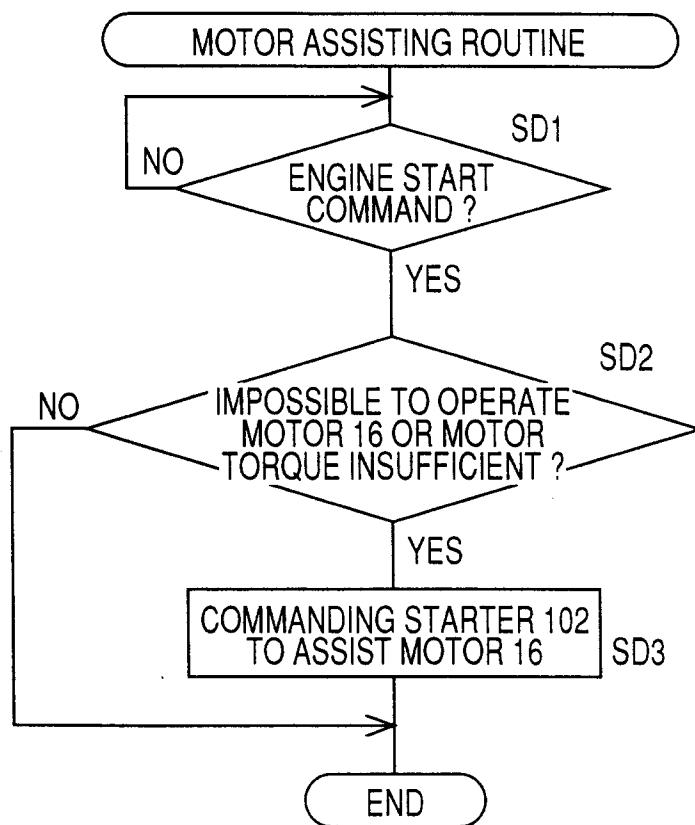 MOTOR ASSISTING ROUTINE
SD1
NO
ENGINE START
COMMAND ?
YES
SD2
NO
IMPOSSIBLE TO OPERATE
MOTOR 16 OR MOTOR
TORQUE INSUFFICIENT ?
YES
COMMANDING STARTER 102
TO ASSIST MOTOR 16
SD3
END